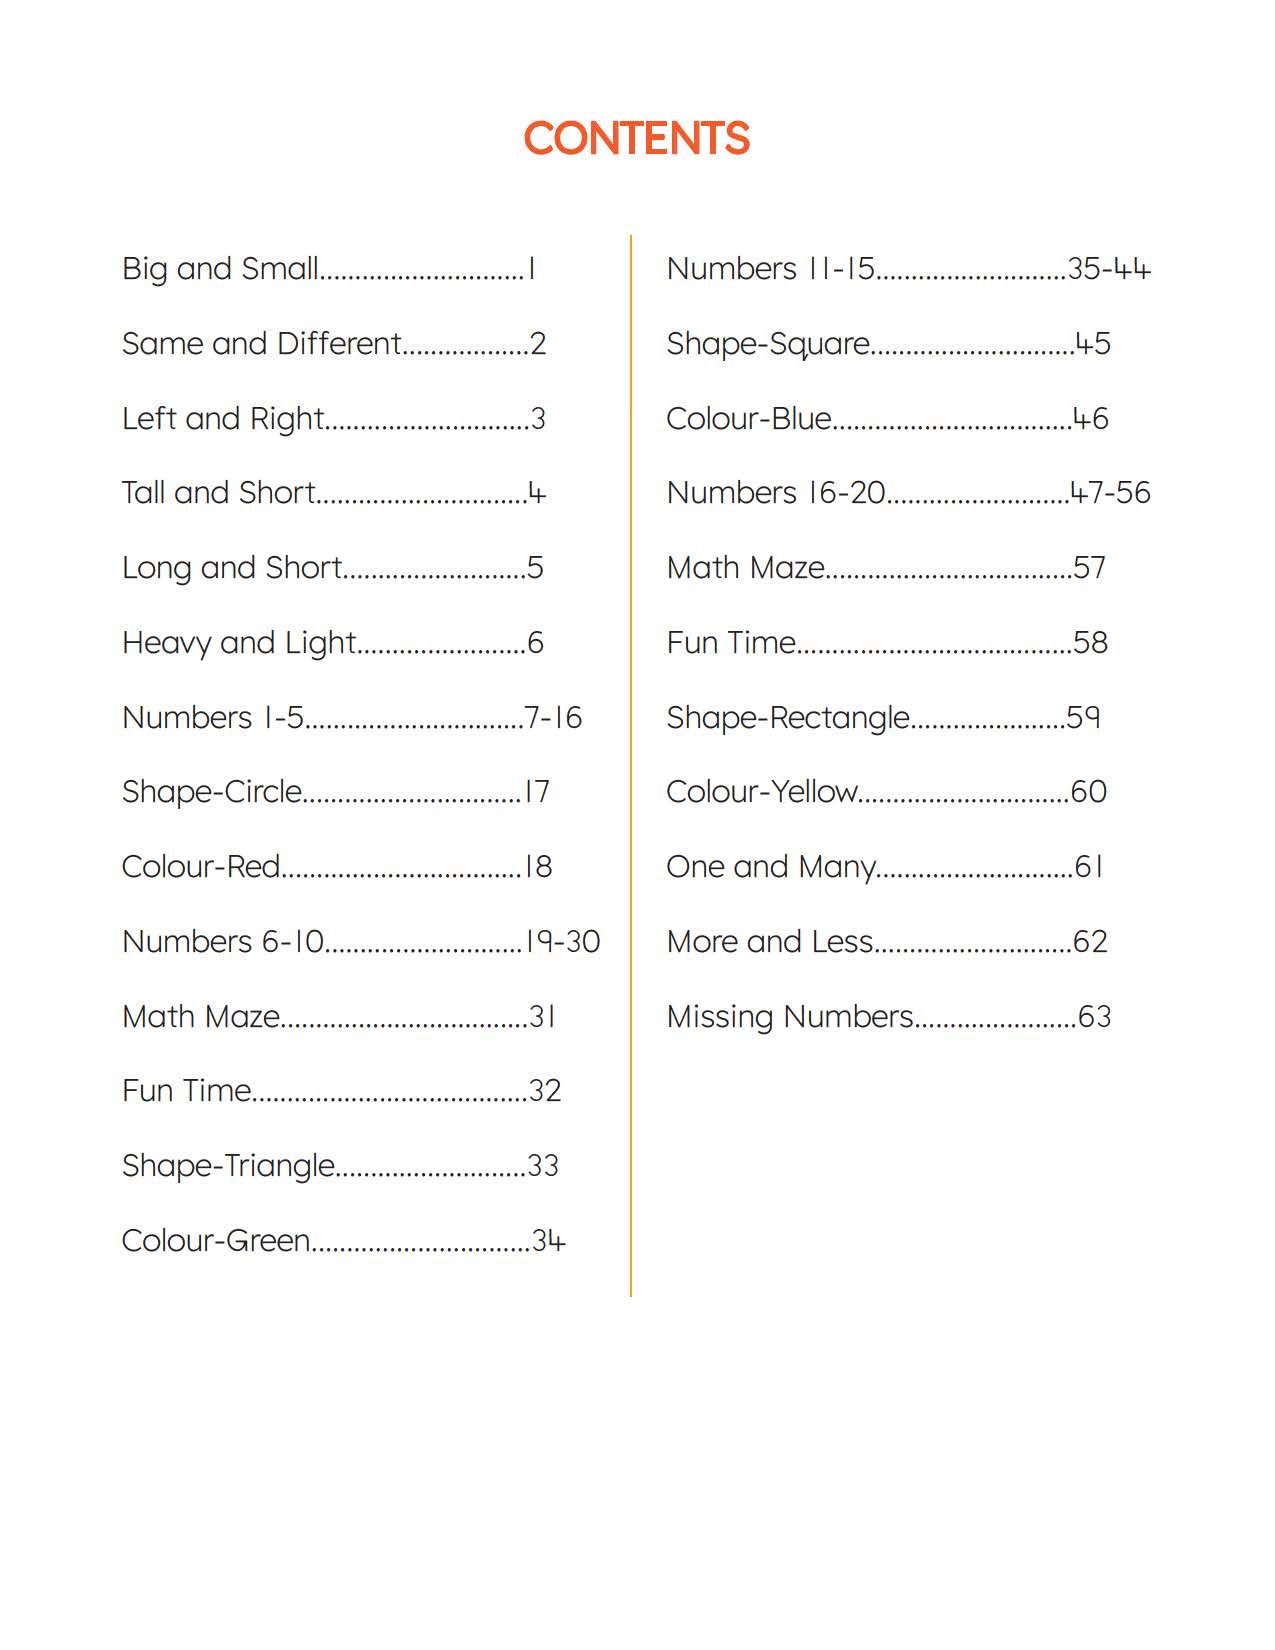 CONTENTS
Big and Small.............................1
Same and Different..................2
Left and Right.............................3
Tall and Short..............................4
Long and Short..........................5
Heavy and Light........................6
Numbers 1-5...............................7-16
Shape-Circle...............................17
Colour-Red..................................18
Numbers 6-10............................19-30
Math Maze...................................31
Fun Time.......................................32
Shape-Triangle...........................33
Colour-Green...............................34
Numbers 11-15...........................35-44
Shape-Square.............................45
Colour-Blue..................................46
Numbers 16-20..........................47-56
Math Maze...................................57
Fun Time.......................................58
Shape-Rectangle......................59
Colour-Yellow..............................60
One and Many............................61
More and Less............................62
Missing Numbers.......................63